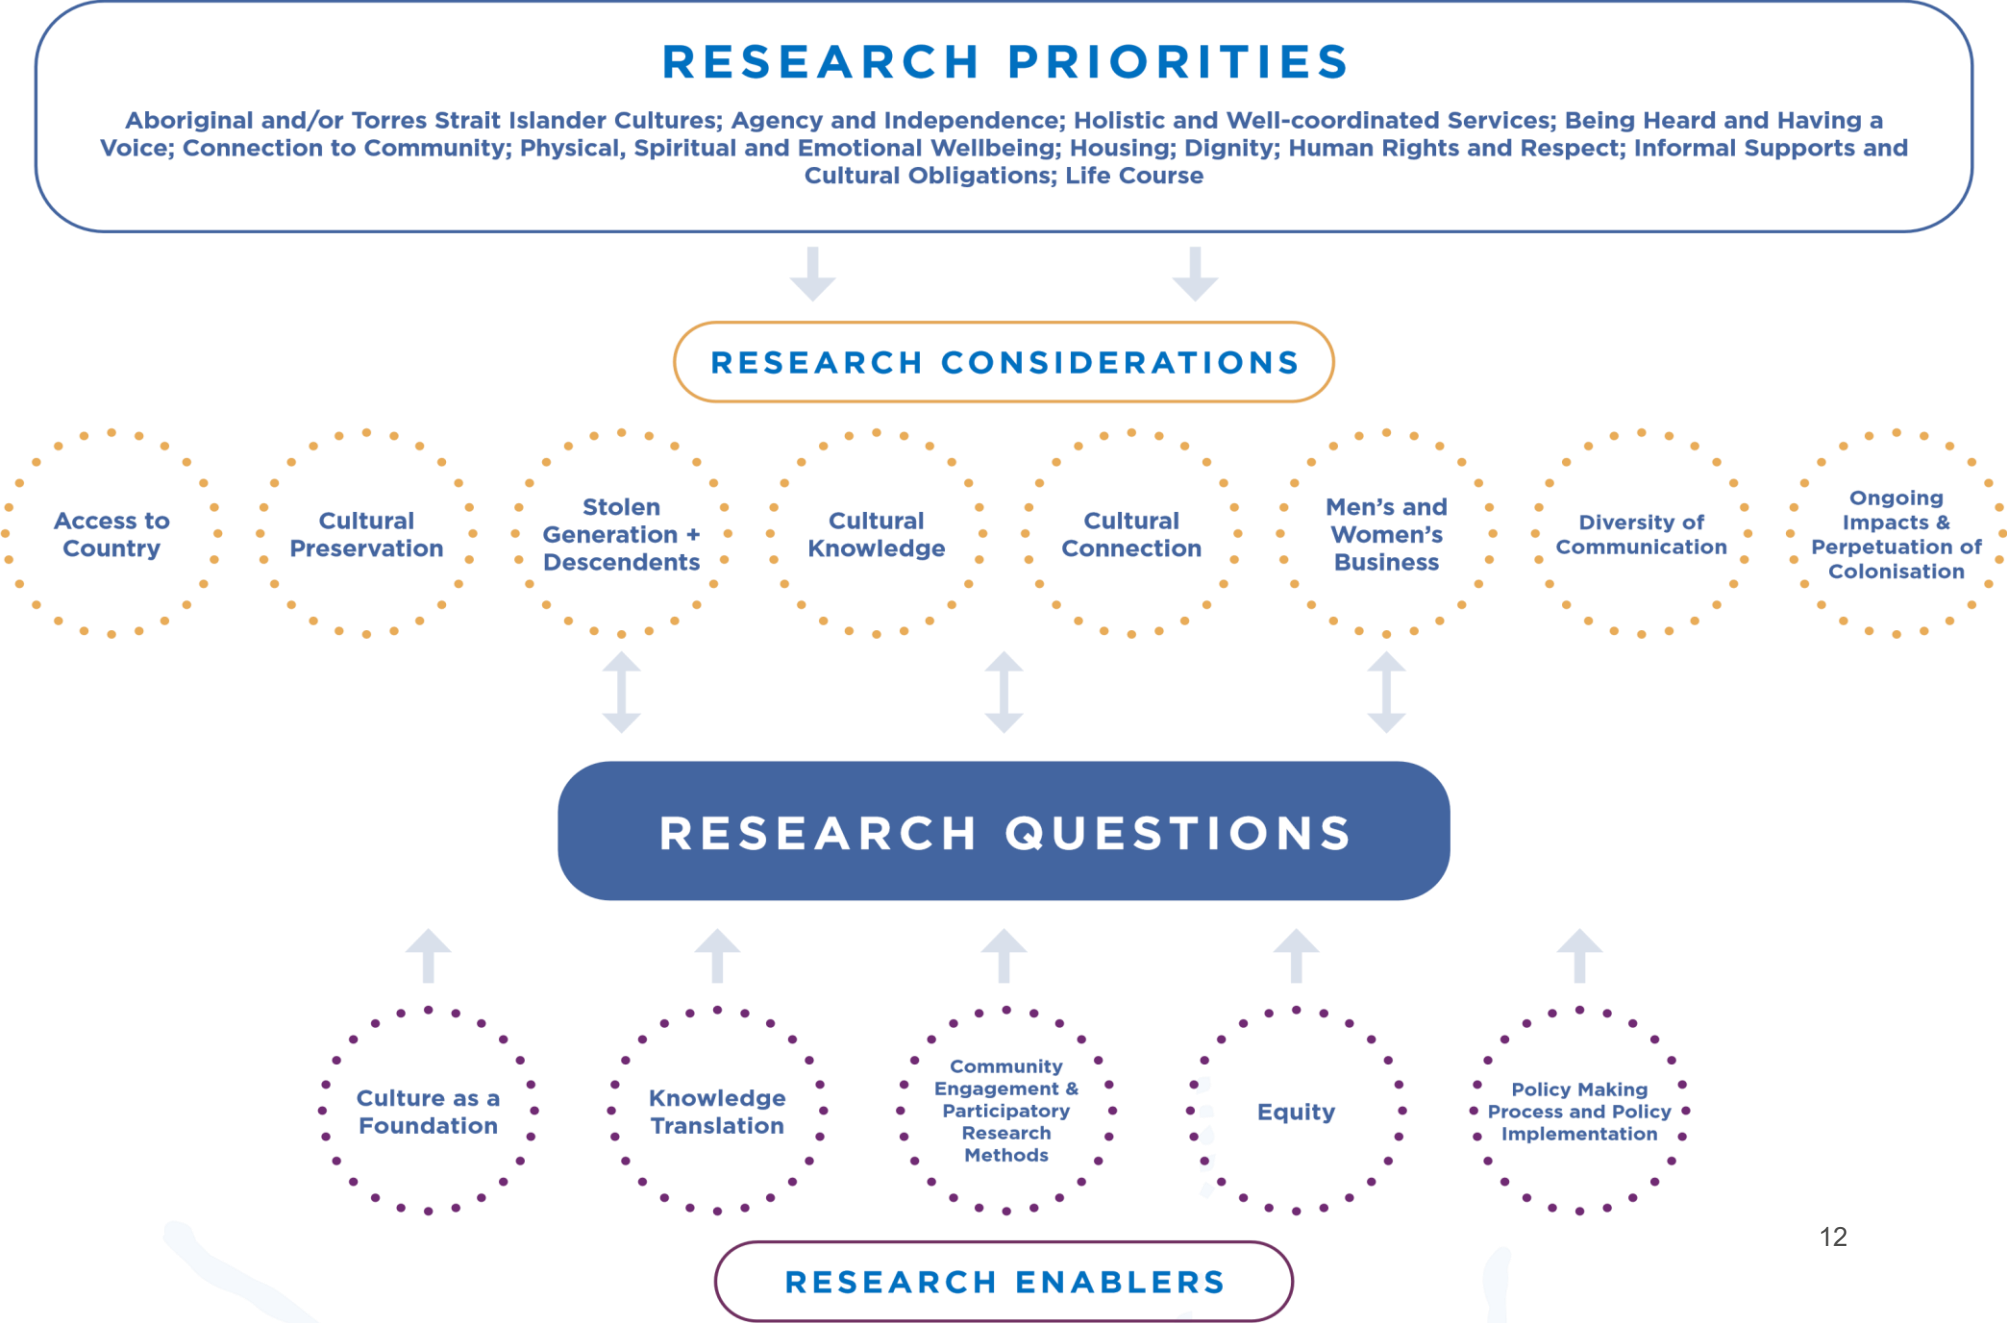 RESEARCH PRIORITIES
Aboriginal and/or Torres Strait Islander Cultures; Agency and Independence; Holistic and Well-coordinated Services; Being Heard and Having a
Voice; Connection to Community; Physical, Spiritual and Emotional Wellbeing; Housing; Dignity; Human Rights and Respect; Informal Supports and
Cultural Obligations; Life Course
RESEARCH CONSIDERATIONS
Access to
Country
Cultural
Preservation
Stolen
Generation +
Descendents
Cultural
Knowledge
Cultural
Connection
Men’s and
Women’s
Business
Diversity of
Communication
Ongoing
Impacts &
Perpetuation of
Colonisation
RESEARCH QUESTIONS
Culture as a
Foundation
Knowledge
Translation
Community
Engagement &
Participatory
Research
Methods
Equity
Policy Making
Process and Policy
Implementation
12
RESEARCH ENABLERS